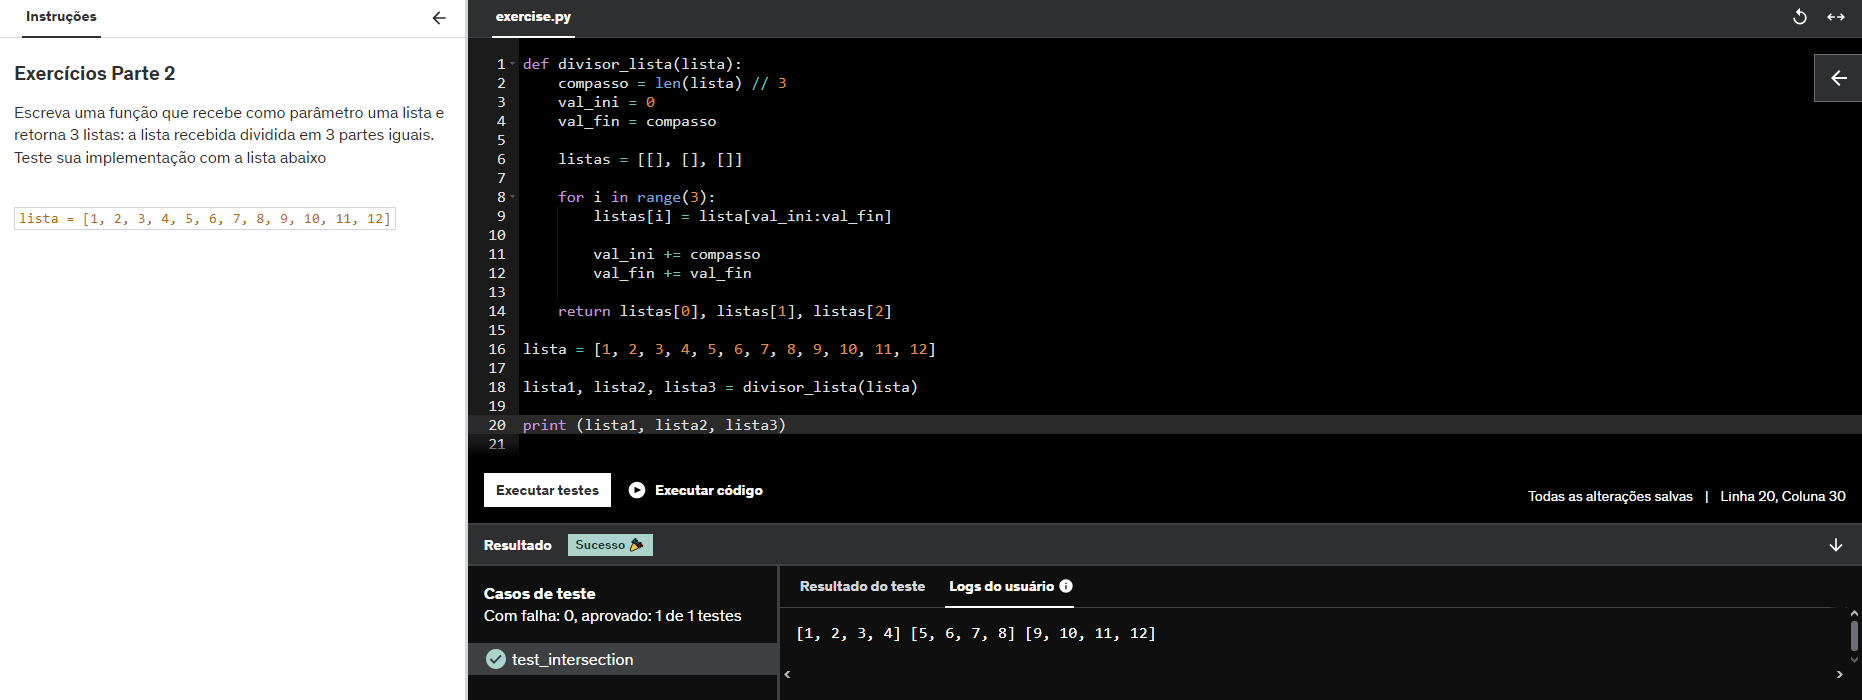 Instruções
Exercícios Parte 2
Escreva uma função que recebe como parâmetro uma lista e
retorna 3 listas: a lista recebida dividida em 3 partes iguais.
Teste sua implementação com a lista abaixo
lista = [1, 2, 3, 4, 5, 6, 7, 8, 9, 10, 11, 12]
exercise.py
1 def divisor_lista(lista):
2     compasso = len(lista) // 3
3     val_ini = 0
4     val_fin = compasso
5
6     listas = [[], [], []]
7
8     for i in range(3):
9         listas[i] = lista[val_ini:val_fin]
10
11         val_ini += compasso
12         val_fin += val_fin
13
14     return listas[0], listas[1], listas[2]
15
16 lista = [1, 2, 3, 4, 5, 6, 7, 8, 9, 10, 11, 12]
17
18 lista1, lista2, lista3 = divisor_lista(lista)
19
20 print (lista1, lista2, lista3)
21
Executar testes Executar código
Todas as alterações salvas | Linha 20, Coluna 30
Resultado Sucesso
Casos de teste
Com falha: 0, aprovado: 1 de 1 testes
test_intersection
Resultado do teste Logs do usuário
[1, 2, 3, 4] [5, 6, 7, 8] [9, 10, 11, 12]